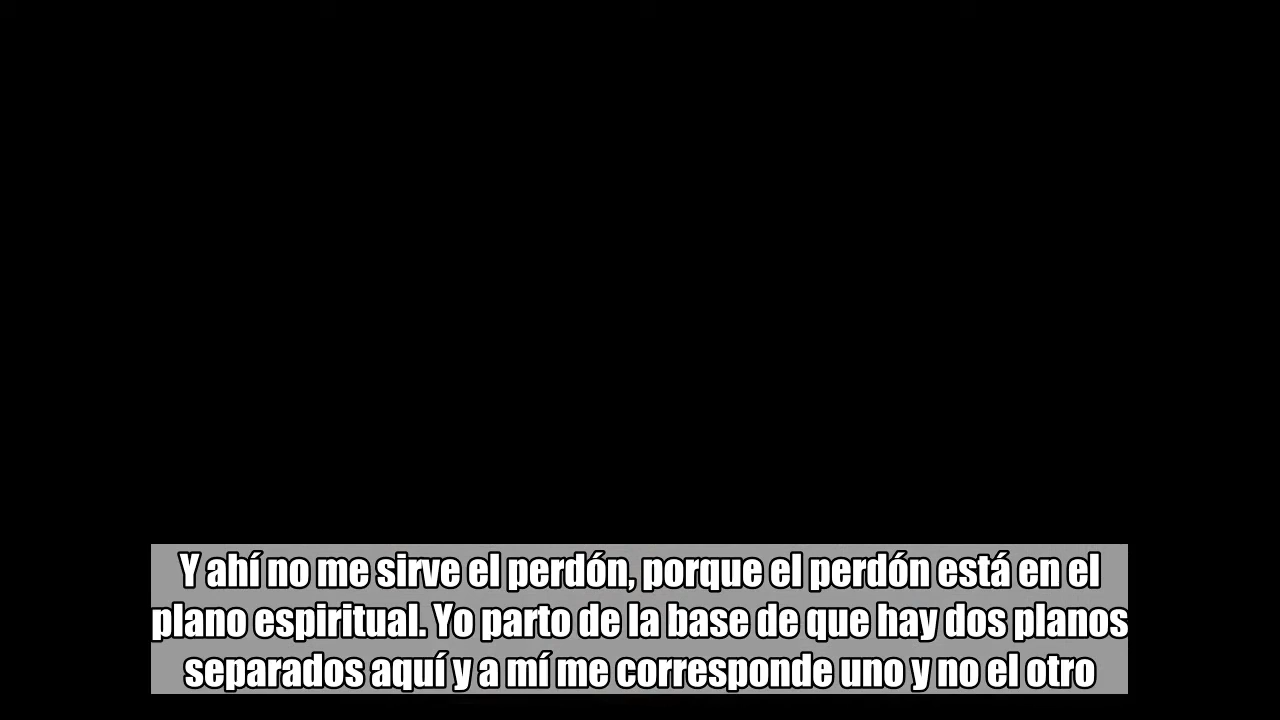 Y ahí no me sirve el perdón, porque el perdón está en el
plano espiritual. Yo parto de la base de que hay dos planos
separados aquí y a mí me corresponde uno y no el otro